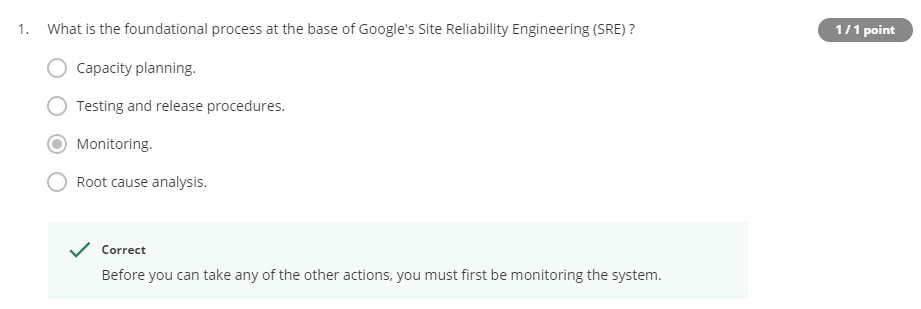 1. What is the foundational process at the base of Google's Site Reliability Engineering (SRE) ?
1 / 1 point
Capacity planning.
Testing and release procedures.
Monitoring.
Root cause analysis.
Correct
Before you can take any of the other actions, you must first be monitoring the system.